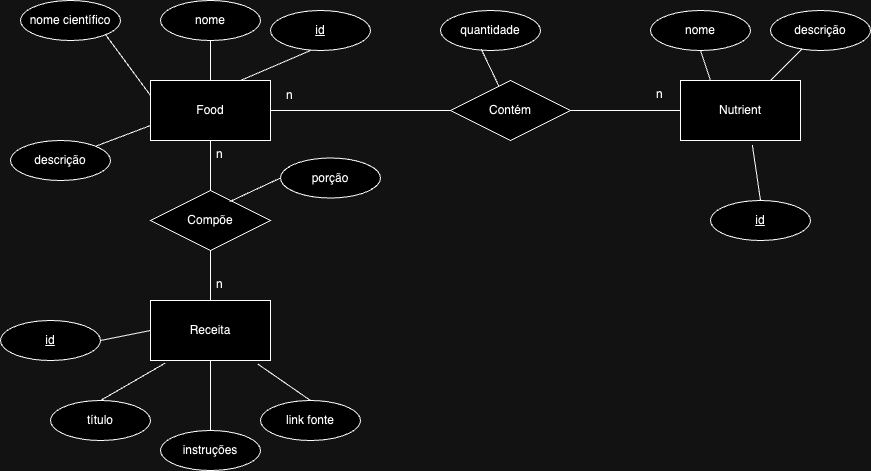 nome científico
nome
id
quantidade
nome
descrição
Food
n
Contém
n
Nutrient
descrição
n
porção
Compõe
id
n
Receita
id
título
instruções
link fonte